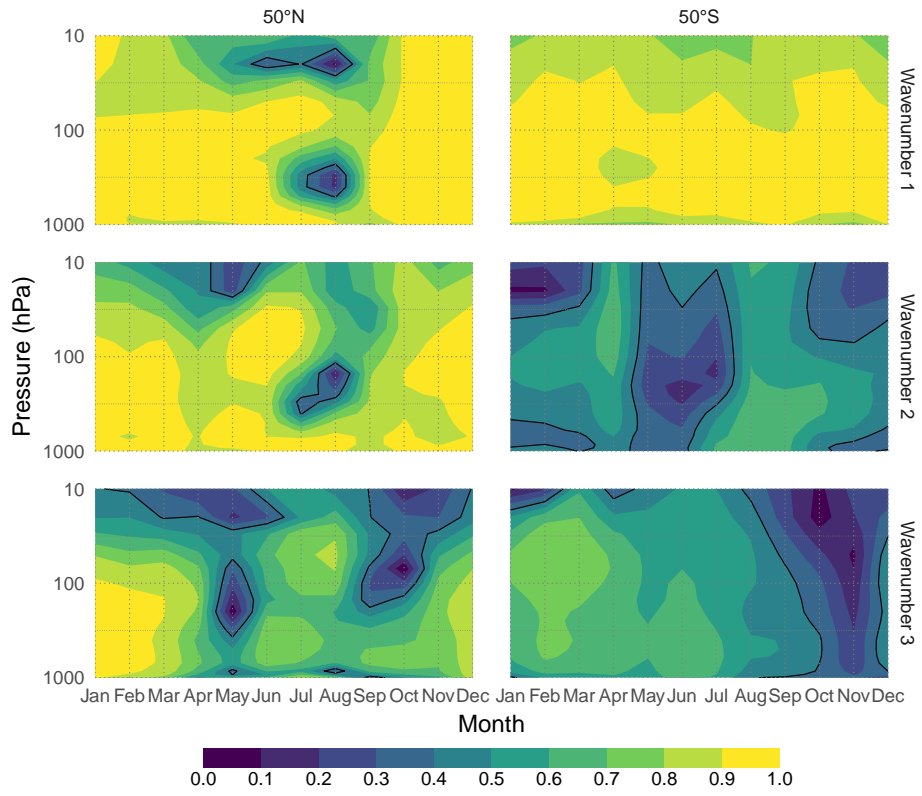 50°N 50°S
10
100
1000
Wavenumber 1
10
100
1000
Wavenumber 2
10
100
1000
Wavenumber 3
Pressure (hPa)
Jan Feb Mar Apr May Jun Jul Aug Sep Oct Nov Dec Jan Feb Mar Apr May Jun Jul Aug Sep Oct Nov Dec
Month
0.0 0.1 0.2 0.3 0.4 0.5 0.6 0.7 0.8 0.9 1.0